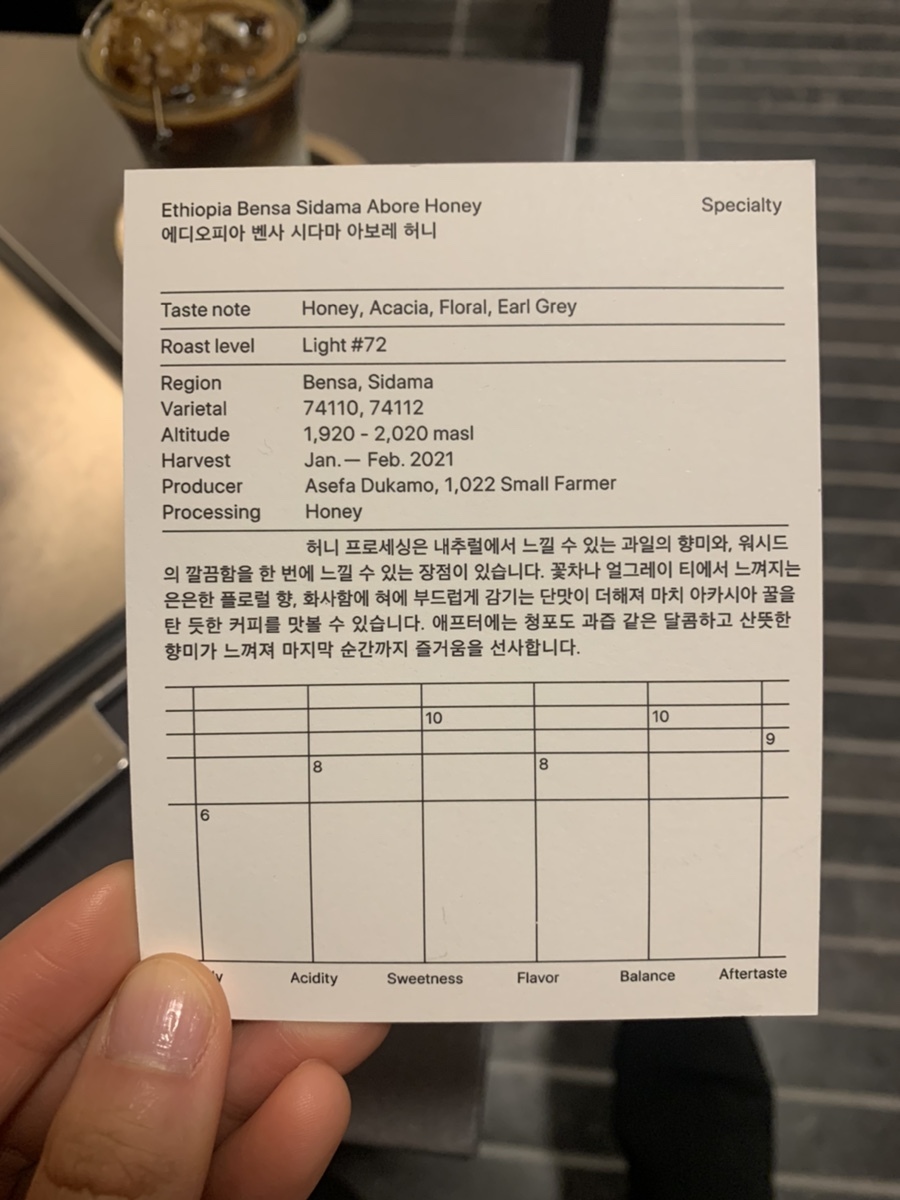 Ethiopia Bensa Sidama Abore Honey Specialty
에디오피아 벤사 시다마 아보레 허니
Taste note Honey, Acacia, Floral, Earl Grey
Roast level Light #72
Region Bensa, Sidama
Varietal 74110, 74112
Altitude 1,920 - 2,020 masl
Harvest Jan.— Feb. 2021
Producer Asefa Dukamo, 1,022 Small Farmer
Processing Honey
허니 프로세싱은 내추럴에서 느낄 수 있는 과일의 향미와, 워시드
의 깔끔함을 한 번에 느낄 수 있는 장점이 있습니다. 꽃차나 얼그레이 티에서 느껴지는
은은한 플로럴 향, 화사함에 혀에 부드럽게 감기는 단맛이 더해져 마치 아카시아 꿀을
탄 듯한 커피를 맛볼 수 있습니다. 애프터에는 청포도 과즙 같은 달콤하고 산뜻한
향미가 느껴져 마지막 순간까지 즐거움을 선사합니다.
10 10
9
8 8
6
Acidity Sweetness Flavor Balance Aftertaste